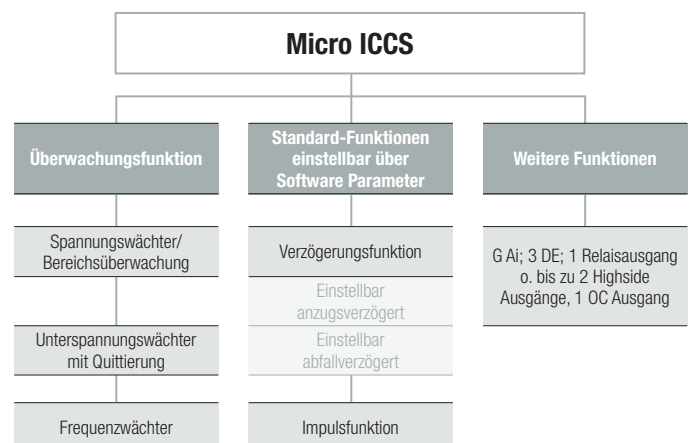 Micro ICCS
Überwachungsfunktion
Spannungswächter/
Bereichsüberwachung
Unterspannungswächter
mit Quittierung
Frequenzwächter
Standard-Funktionen
einstellbar über
Software Parameter
Verzögerungsfunktion
Einstellbar
anzugsverzögert
Einstellbar
abfallverzögert
Impulsfunktion
Weitere Funktionen
G Ai; 3 DE; 1 Relaisausgang
o. bis zu 2 Highside
Ausgänge, 1 OC Ausgang